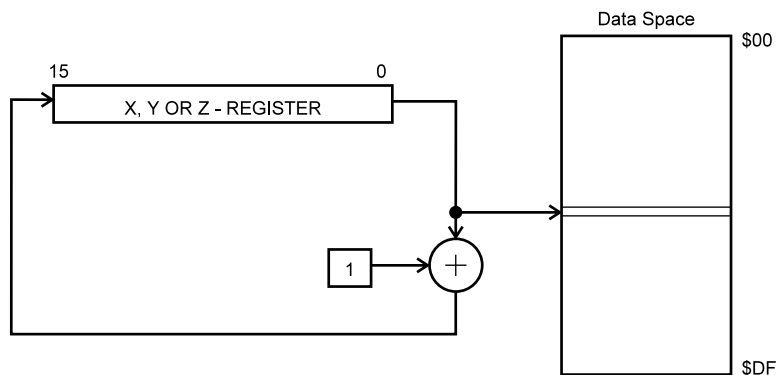 Data Space
$00
15
0
X, Y OR Z - REGISTER
1
+
$DF